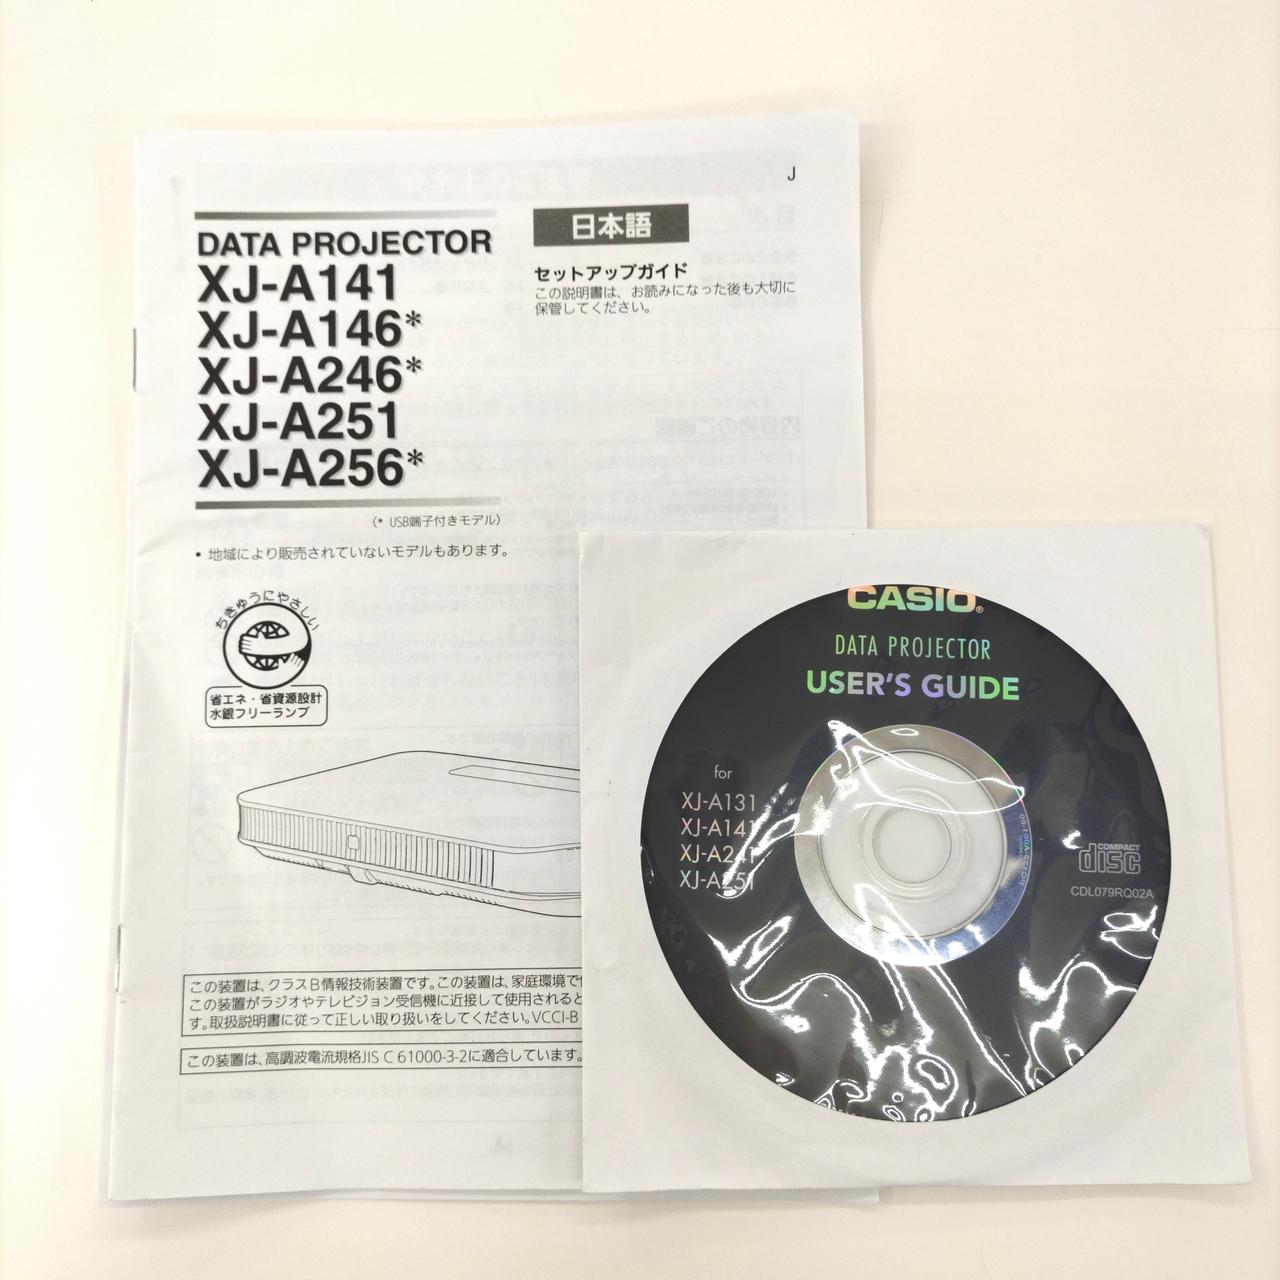 J
DATA PROJECTOR
XJ-A141
XJ-A146*
XJ-A246*
XJ-A251
XJ-A256*
(* USB端子付きモデル)
• 地域により販売されていないモデルもあります。
日本語
セットアップガイド
この説明書は、お読みになった後も大切に
保管してください。
ちきゅうにやさしい
省エネ・省資源設計
水銀フリーランプ
この装置は、クラスB情報技術装置です。この装置は、家庭環境で
この装置がラジオやテレビジョン受信機に近接して使用されると
す。取扱説明書に従って正しい取り扱いをしてください。VCCI-B
この装置は、高調波電流規格JIS C 61000-3-2に適合しています。
CASIO®
DATA PROJECTOR
USER'S GUIDE
for
XJ-A131
XJ-A141
XJ-A241
XJ-A251
COMPACT
disc
CDL079RQ02A